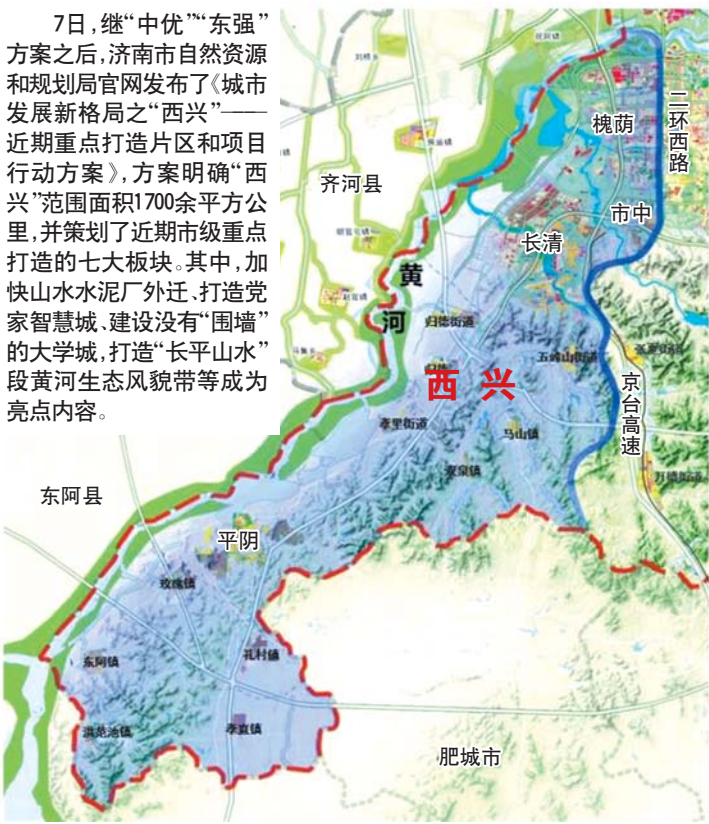 7日,继“中优”“东强”
方案之后,济南市自然资源
和规划局官网发布了《城市
发展新格局之“西兴”——
近期重点打造片区和项目
行动方案》,方案明确“西
兴”范围面积1700余平方公
里,并策划了近期市级重点
打造的七大板块。其中,加
快山水水泥厂外迁、打造党
家智慧城、建设没有“围墙”
的大学城,打造“长平山水”
段黄河生态风貌带等成为
亮点内容。
二环西路
槐荫
市中
齐河县
长清
黄河
归德街道
五峰山街道
西兴
京台高速
孝里街道
马山镇
万德街道
东阿县
平阴
玫瑰镇
东阿镇
孔村镇
洪范池镇
孝直镇
肥城市